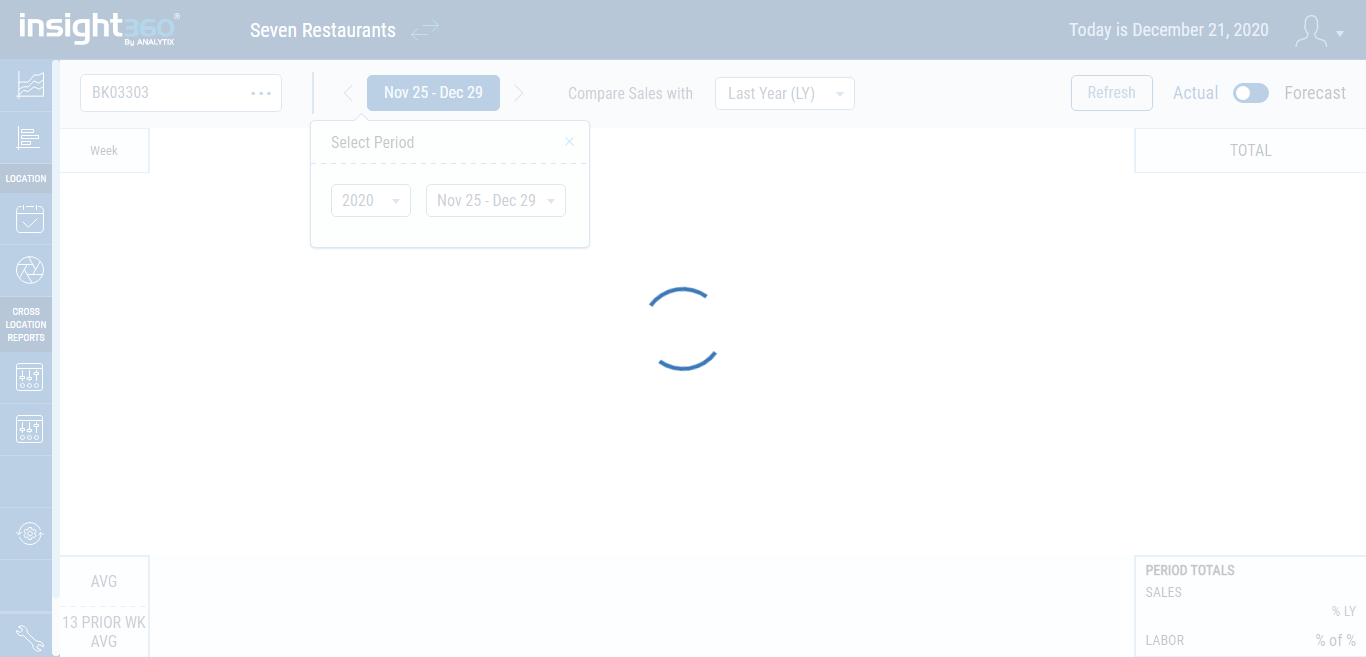 insight360®
By ANALYTIX
Seven Restaurants
Today is December 21, 2020
BK03303
Nov 25 - Dec 29
Compare Sales with
Last Year (LY)
Refresh
Actual
Forecast
Select Period
2020
Nov 25 - Dec 29
Week
TOTAL
LOCATION
CROSS
LOCATION
REPORTS
AVG
13 PRIOR WK
AVG
PERIOD TOTALS
SALES
% LY
LABOR
% of %